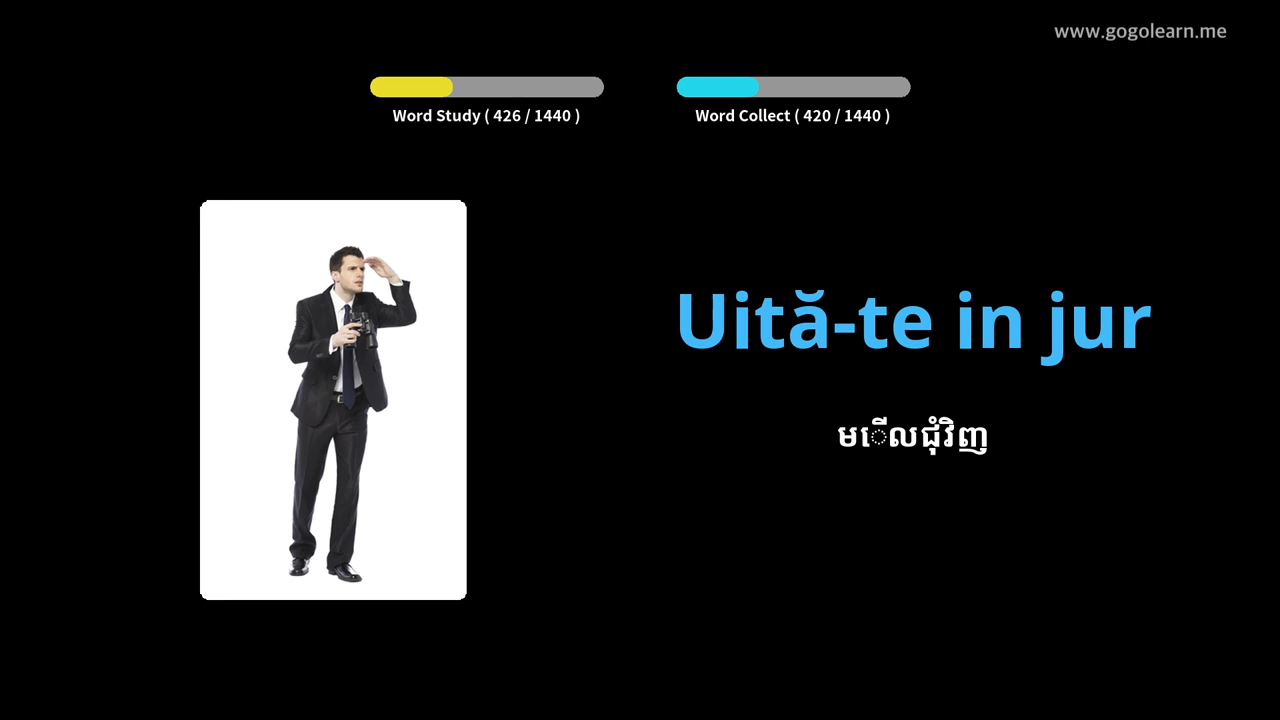 www.gogolearn.me
Word Study ( 426 / 1440 )
Word Collect ( 420 / 1440 )
Uită-te in jur
មើលជុំវិញ